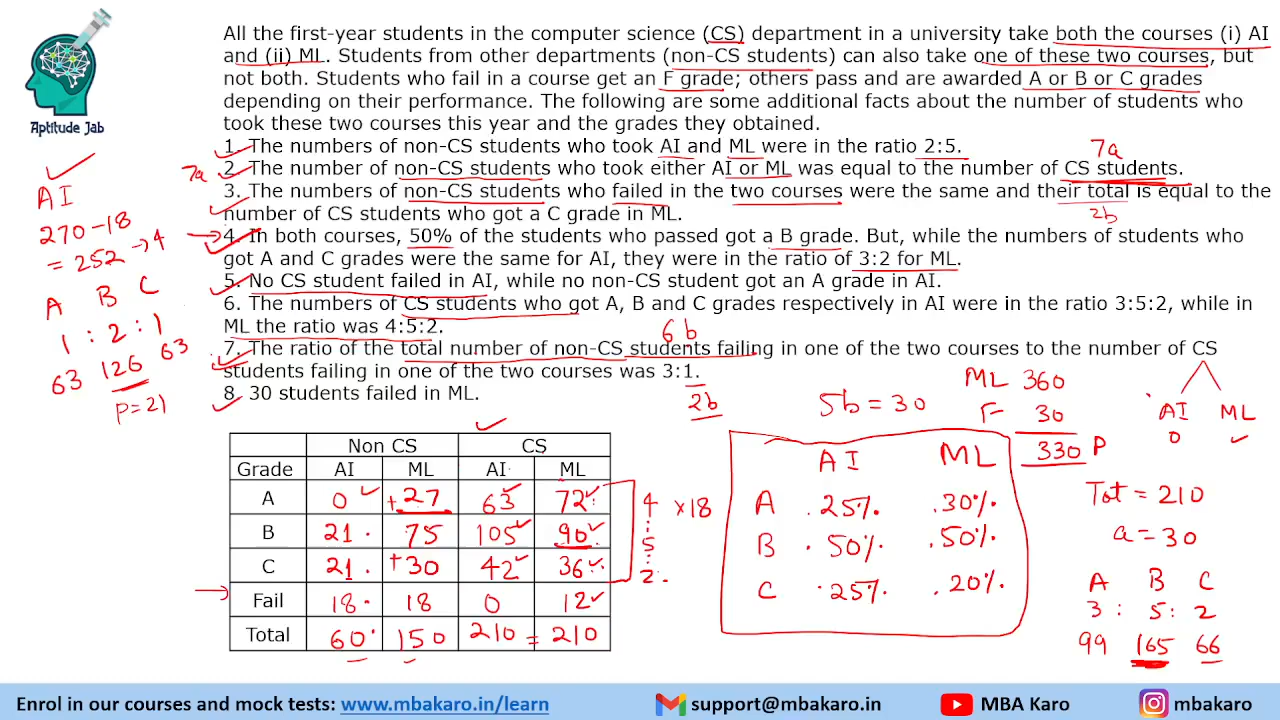 All the first-year students in the computer science (CS) department in a university take both the courses (i) AI
and (ii) ML. Students from other departments (non-CS students) can also take one of these two courses, but
not both. Students who fail in a course get an F grade; others pass and are awarded A or B or C grades
depending on their performance. The following are some additional facts about the number of students who
took these two courses this year and the grades they obtained.
1. The numbers of non-CS students who took AI and ML were in the ratio 2:5.
7a
2. The number of non-CS students who took either AI or ML was equal to the number of CS students.
7a
3. The numbers of non-CS students who failed in the two courses were the same and their total is equal to the
number of CS students who got a C grade in ML.
2b
4. In both courses, 50% of the students who passed got a B grade. But, while the numbers of students who
got A and C grades were the same for AI, they were in the ratio of 3:2 for ML.
5. No CS student failed in AI, while no non-CS student got an A grade in AI.
6. The numbers of CS students who got A, B and C grades respectively in AI were in the ratio 3:5:2, while in
ML the ratio was 4:5:2.
6b
7. The ratio of the total number of non-CS students failing in one of the two courses to the number of CS
students failing in one of the two courses was 3:1.
2b
8. 30 students failed in ML.
Aptitude Jab
AI
270-18
= 252 → 4
A B C
1 : 2 : 1
63 126 63
p=21
5b = 30
ML 360
F 30
330 P
AI ML
0
Tot = 210
a = 30
A B C
3 : 5 : 2
99 165 66
Non CS CS
Grade AI ML AI ML
A 0 +27 63 72
B 21 75 105 90
C 21 +30 42 36
Fail 18 18 0 12
Total 60 150 210 = 210
4 x18
5
2
AI ML
A 25% 30%
B 50% 50%
C 25% 20%
Enrol in our courses and mock tests: www.mbakaro.in/learn
support@mbakaro.in
MBA Karo
mbakaro